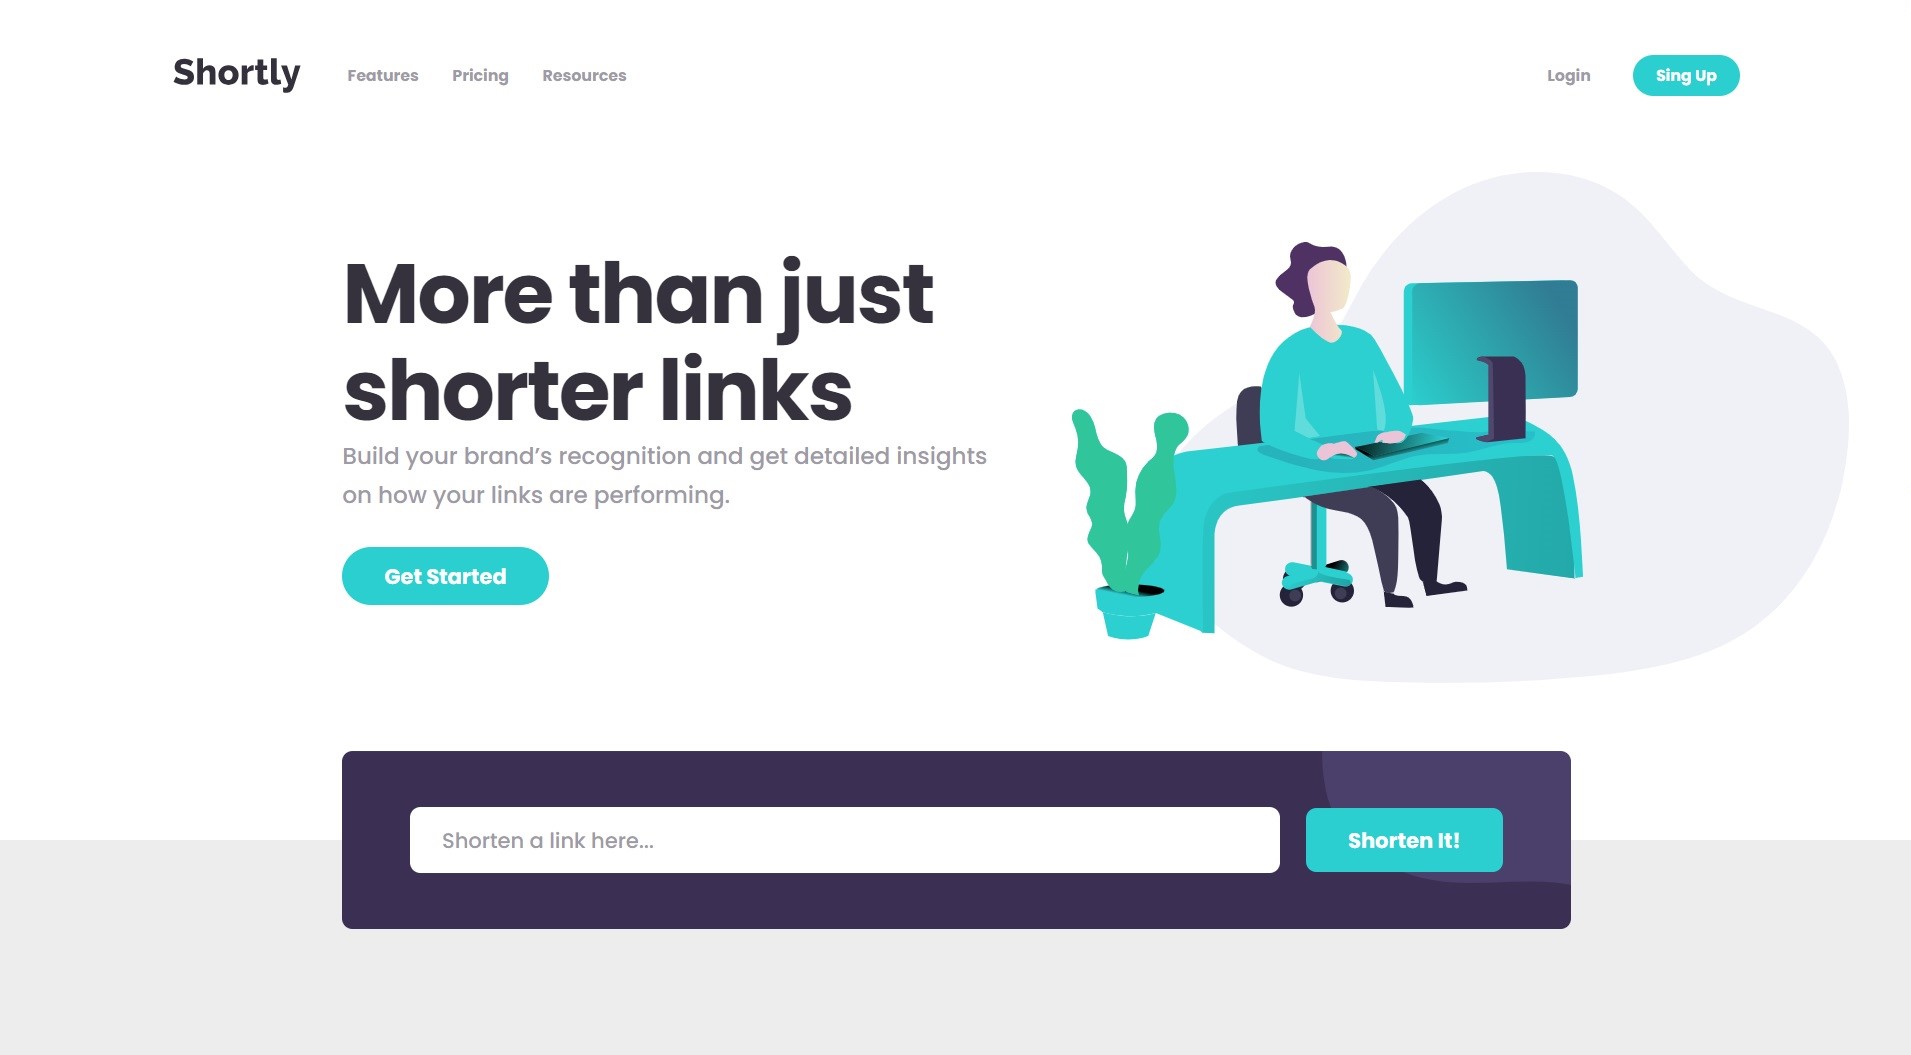 Shortly
Features Pricing Resources
Login
Sing Up
More than just
shorter links
Build your brand’s recognition and get detailed insights
on how your links are performing.
Get Started
Shorten a link here...
Shorten It!